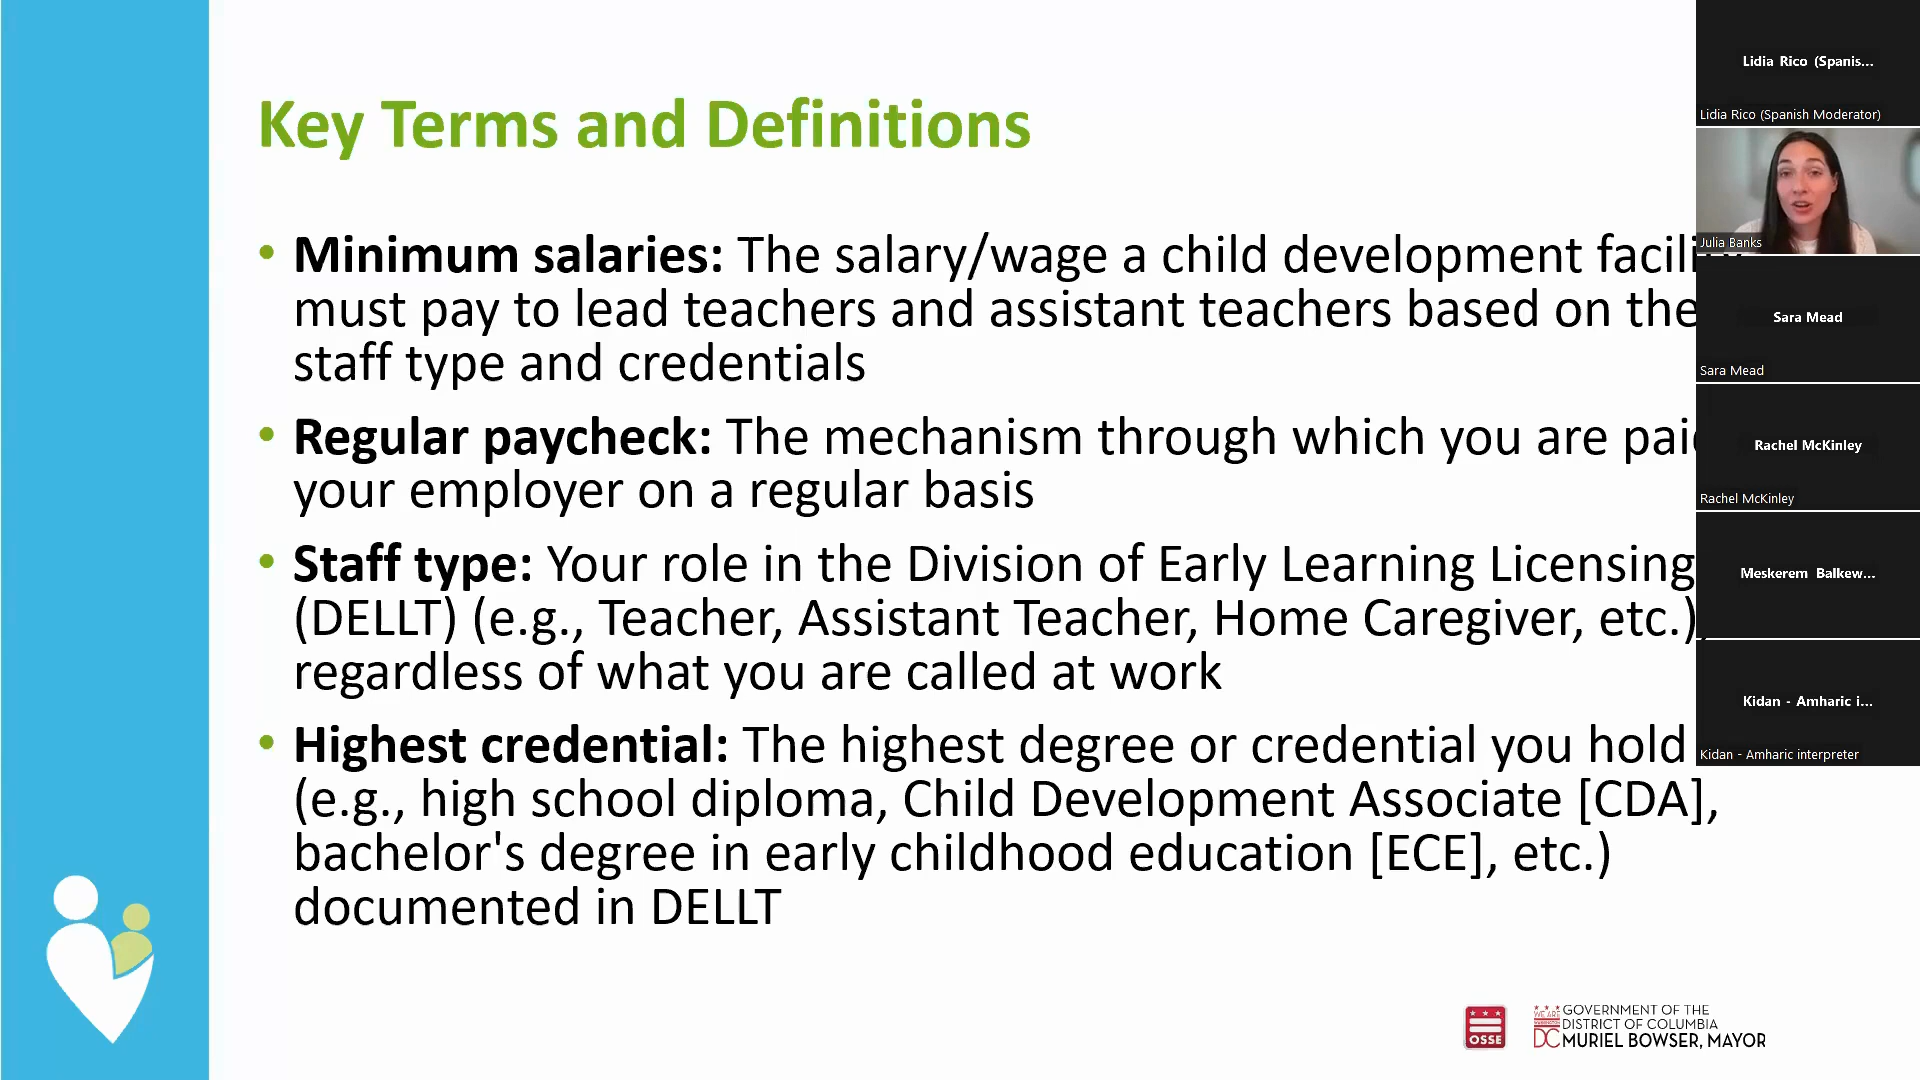 Key Terms and Definitions
• Minimum salaries: The salary/wage a child development facility
must pay to lead teachers and assistant teachers based on the
staff type and credentials
• Regular paycheck: The mechanism through which you are paid
your employer on a regular basis
• Staff type: Your role in the Division of Early Learning Licensing
(DELLT) (e.g., Teacher, Assistant Teacher, Home Caregiver, etc.),
regardless of what you are called at work
• Highest credential: The highest degree or credential you hold
(e.g., high school diploma, Child Development Associate [CDA],
bachelor's degree in early childhood education [ECE], etc.)
documented in DELLT
Lidia Rico (Spanis...
Lidia Rico (Spanish Moderator)
Julia Banks
Sara Mead
Sara Mead
Rachel McKinley
Rachel McKinley
Meskerem Balkew...
Kidan - Amharic i...
Kidan - Amharic interpreter
OSSE
WE ARE
WASHINGTON
DC
GOVERNMENT OF THE
DISTRICT OF COLUMBIA
MURIEL BOWSER, MAYOR